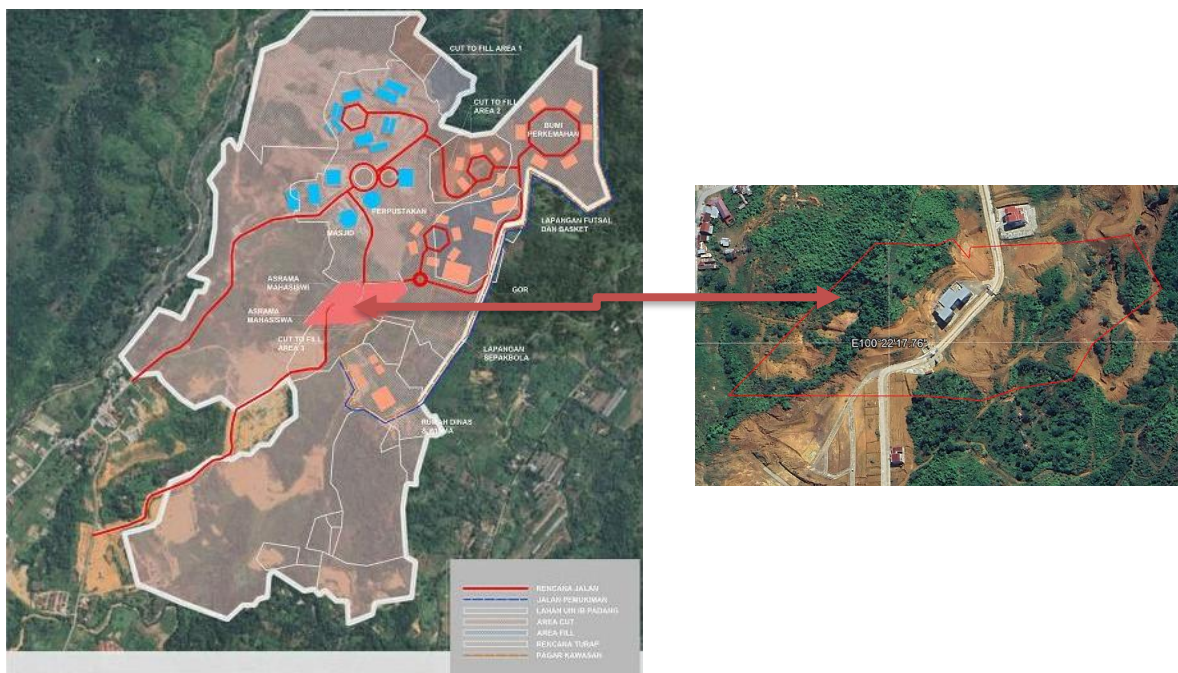 CUT TO FILL AREA 1
CUT TO FILL
AREA 2
BUMI
PERKEMAHAN
PERPUSTAKAN
MASJID
LAPANGAN FUTSAL
DAN BASKET
ASRAMA
MAHASISWI
GOR
ASRAMA
MAHASISWA
CUT TO FILL
AREA 3
LAPANGAN
SEPAKBOLA
RUMAH DINAS
E100 22'17.76"
RENCANA JALAN
JALAN PEMUKIMAN
LAHAN UIN IB PADANG
AREA CUT
AREA FILL
RENCANA TURAP
PAGAR KAWASAN